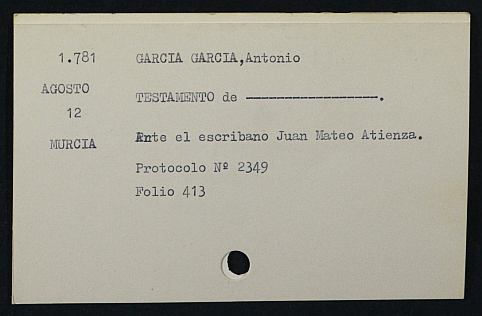 1.781 GARCIA GARCIA,Antonio
AGOSTO
TESTAMENTO de -----------------.
12
Ante el escribano Juan Mateo Atienza.
MURCIA
Protocolo Nº 2349
Folio 413